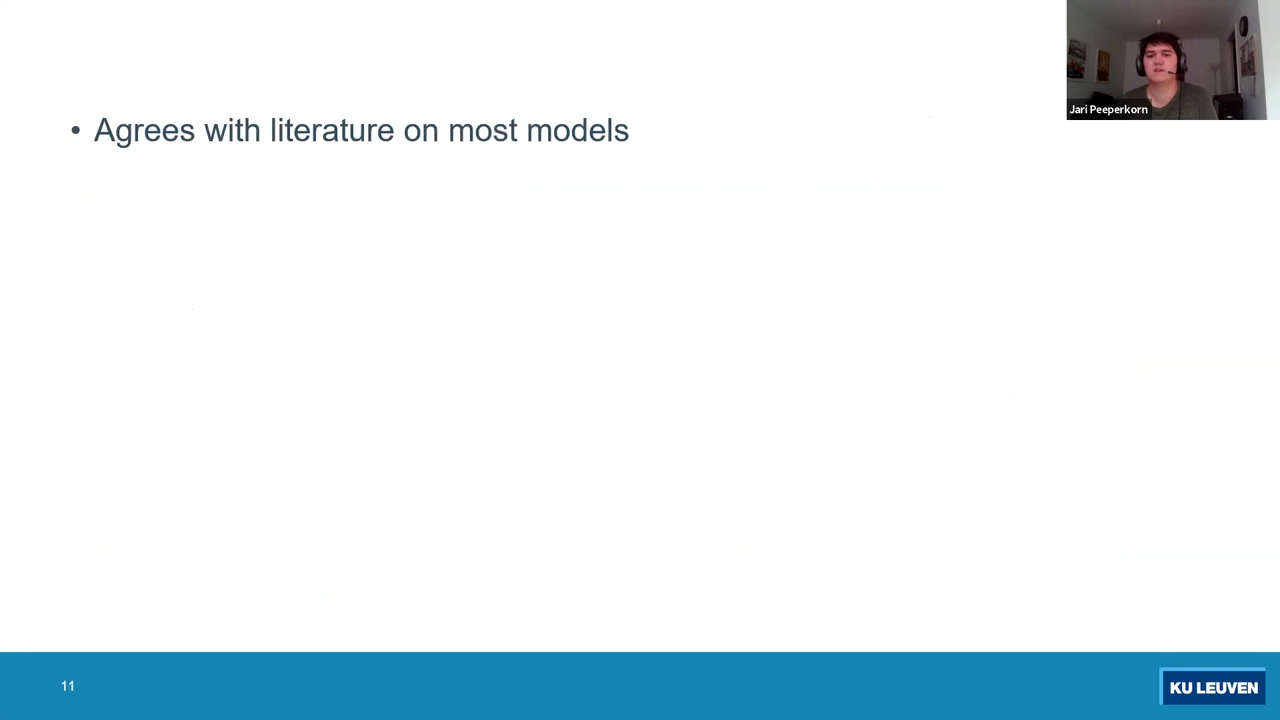 Jari Peeperkorn
• Agrees with literature on most models
11
KU LEUVEN